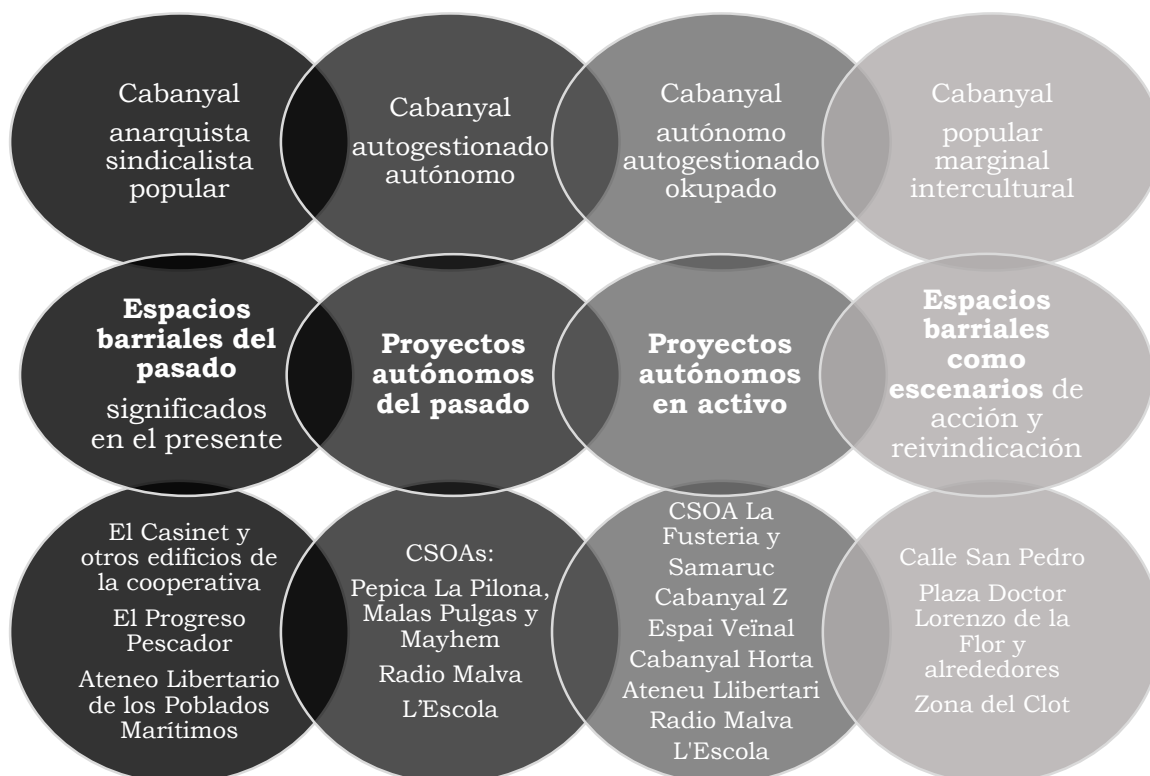 Cabanyal
anarquista
sindicalista
popular
Cabanyal
autogestionado
autónomo
Cabanyal
autónomo
autogestionado
okupado
Cabanyal
popular
marginal
intercultural
Espacios
barriales del
pasado
significados
en el presente
Proyectos
autónomos
del pasado
Proyectos
autónomos
en activo
Espacios
barriales
como
escenarios de
acción y
reivindicación
El Casinet y
otros edificios de
la cooperativa
El Progreso
Pescador
Ateneo Libertario
de los Poblados
Marítimos
CSOAs:
Pepica La Pilona,
Malas Pulgas y
Mayhem
Radio Malva
L’Escola
CSOA La
Fusteria y
Samaruc
Cabanyal Z
Espai Veïnal
Cabanyal Horta
Ateneu Llibertari
Radio Malva
L'Escola
Calle San Pedro
Plaza Doctor
Lorenzo de la
Flor y
alrededores
Zona del Clot